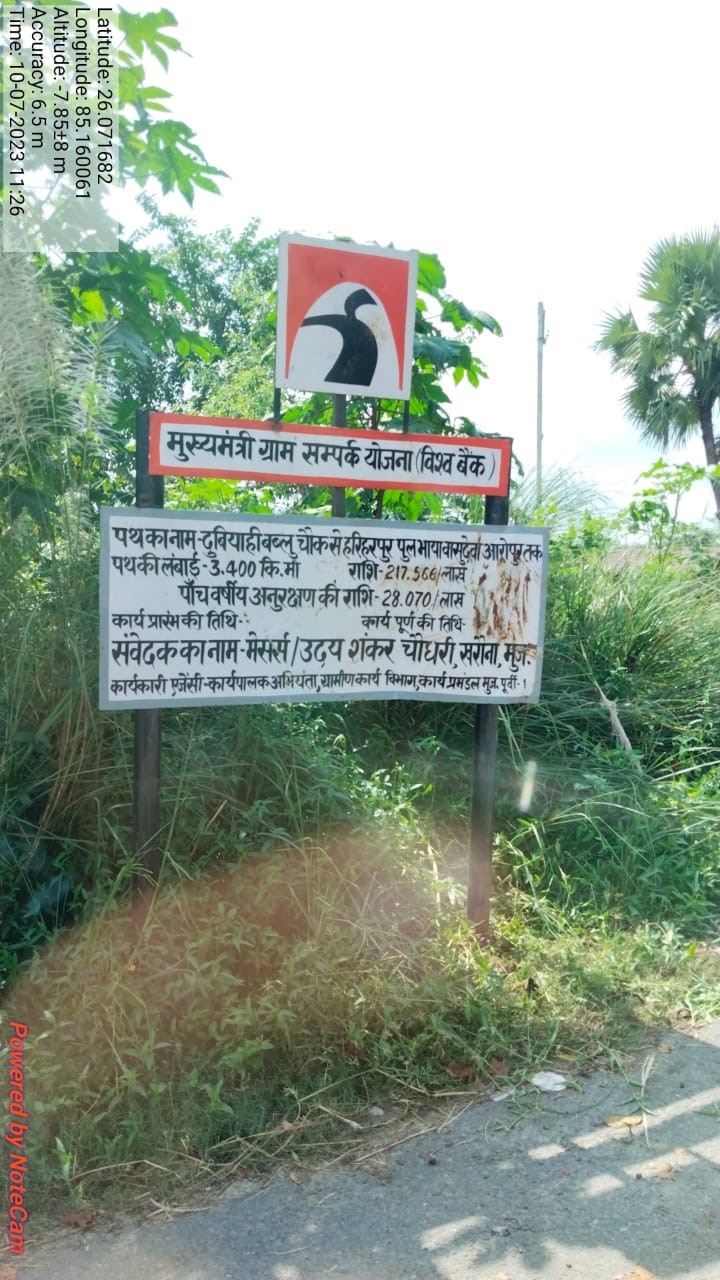 Latitude: 26.071682
Longitude: 85.160061
Altitude: -7.85±8 m
Accuracy: 6.5 m
Time: 10-07-2023 11:26
मुख्यमंत्री ग्राम सम्पर्क योजना (विश्व बैंक)
पथ का नाम-दुबियाही बब्लु चौक से हरिहरपुर पुल भाया वासुदेवा आरोपुर तक
पथ की लंबाई-3.400 कि.मी राशि-217.566/लाख
पाँच वर्षीय अनुरक्षण की राशि-28.070/लाख
कार्य प्रारंभ की तिथि- कार्य पूर्ण की तिथि-
संवेदक का नाम-मेसर्स/उदय शंकर चौधरी, सरौना, मुज.
कार्यकारी एजेंसी-कार्यपालक अभियंता, ग्रामीण कार्य विभाग, कार्य प्रमंडल मुज. पूर्वी-1
Powered by NoteCam